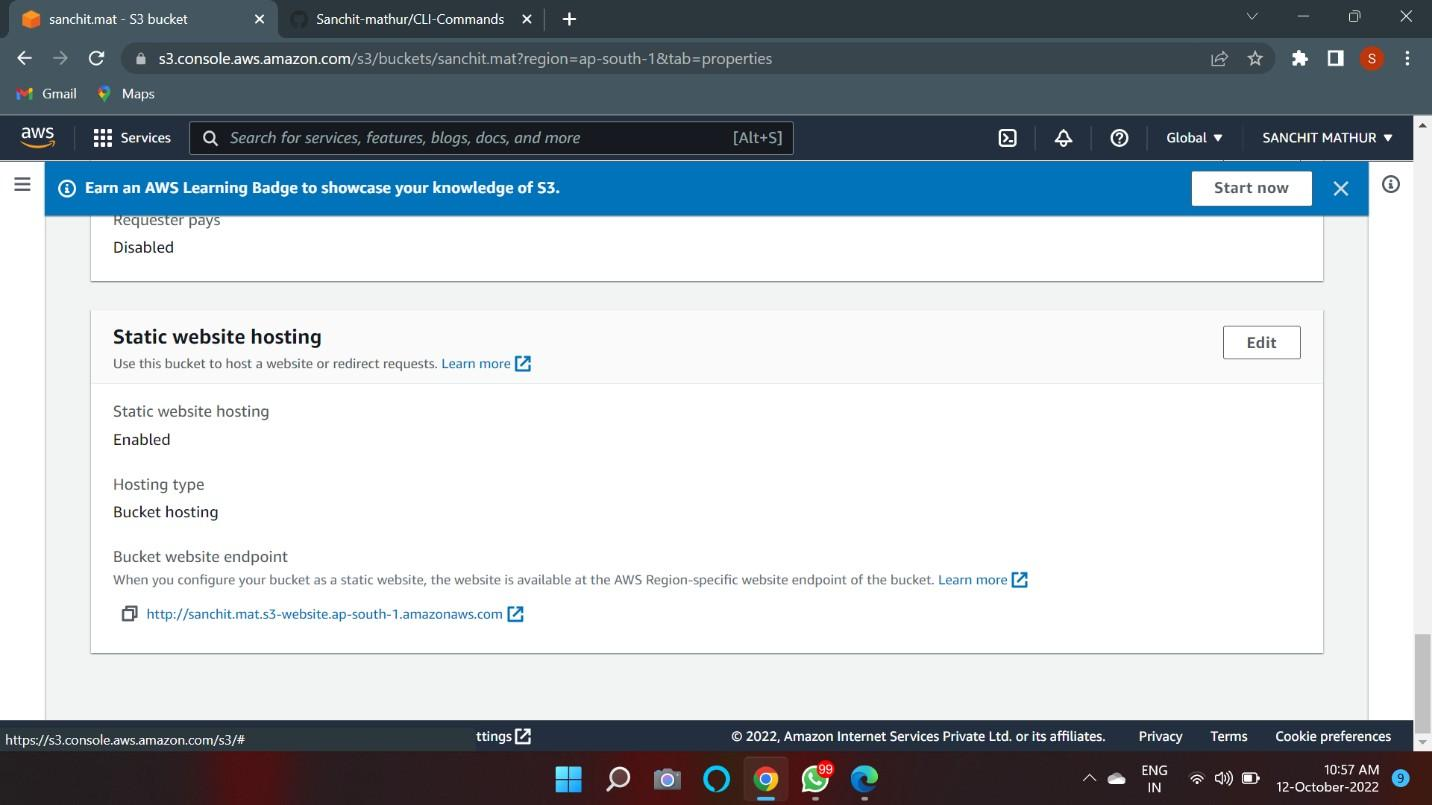 sanchit.mat - S3 bucket
Sanchit-mathur/CLI-Commands
s3.console.aws.amazon.com/s3/buckets/sanchit.mat?region=ap-south-1&tab=properties
S
Gmail
Maps
aws
Services
Search for services, features, blogs, docs, and more
[Alt+S]
Global
SANCHIT MATHUR
Earn an AWS Learning Badge to showcase your knowledge of S3.
Start now
Requester pays
Disabled
Static website hosting
Edit
Use this bucket to host a website or redirect requests. Learn more
Static website hosting
Enabled
Hosting type
Bucket hosting
Bucket website endpoint
When you configure your bucket as a static website, the website is available at the AWS Region-specific website endpoint of the bucket. Learn more
http://sanchit.mat.s3-website.ap-south-1.amazonaws.com
https://s3.console.aws.amazon.com/s3/#
ttings
© 2022, Amazon Internet Services Private Ltd. or its affiliates.
Privacy
Terms
Cookie preferences
99
ENG
IN
10:57 AM
12-October-2022
9